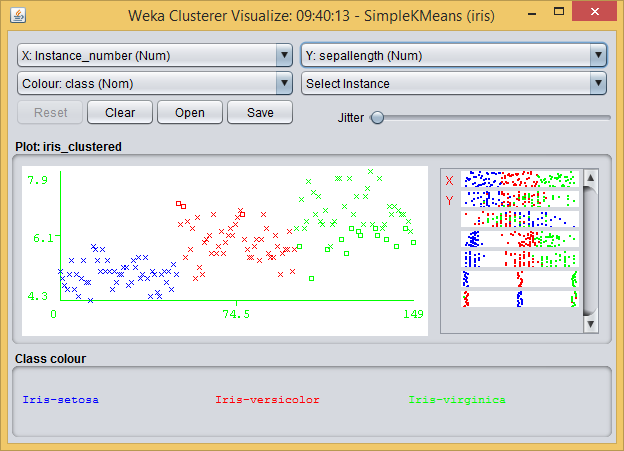 Weka Clusterer Visualize: 09:40:13 - SimpleKMeans (iris)
X: Instance_number (Num)
Y: sepallength (Num)
Colour: class (Nom)
Select Instance
Reset
Clear
Open
Save
Jitter
Plot: iris_clustered
7.9
6.1
4.3
0
74.5
149
X
Y
Class colour
Iris-setosa
Iris-versicolor
Iris-virginica